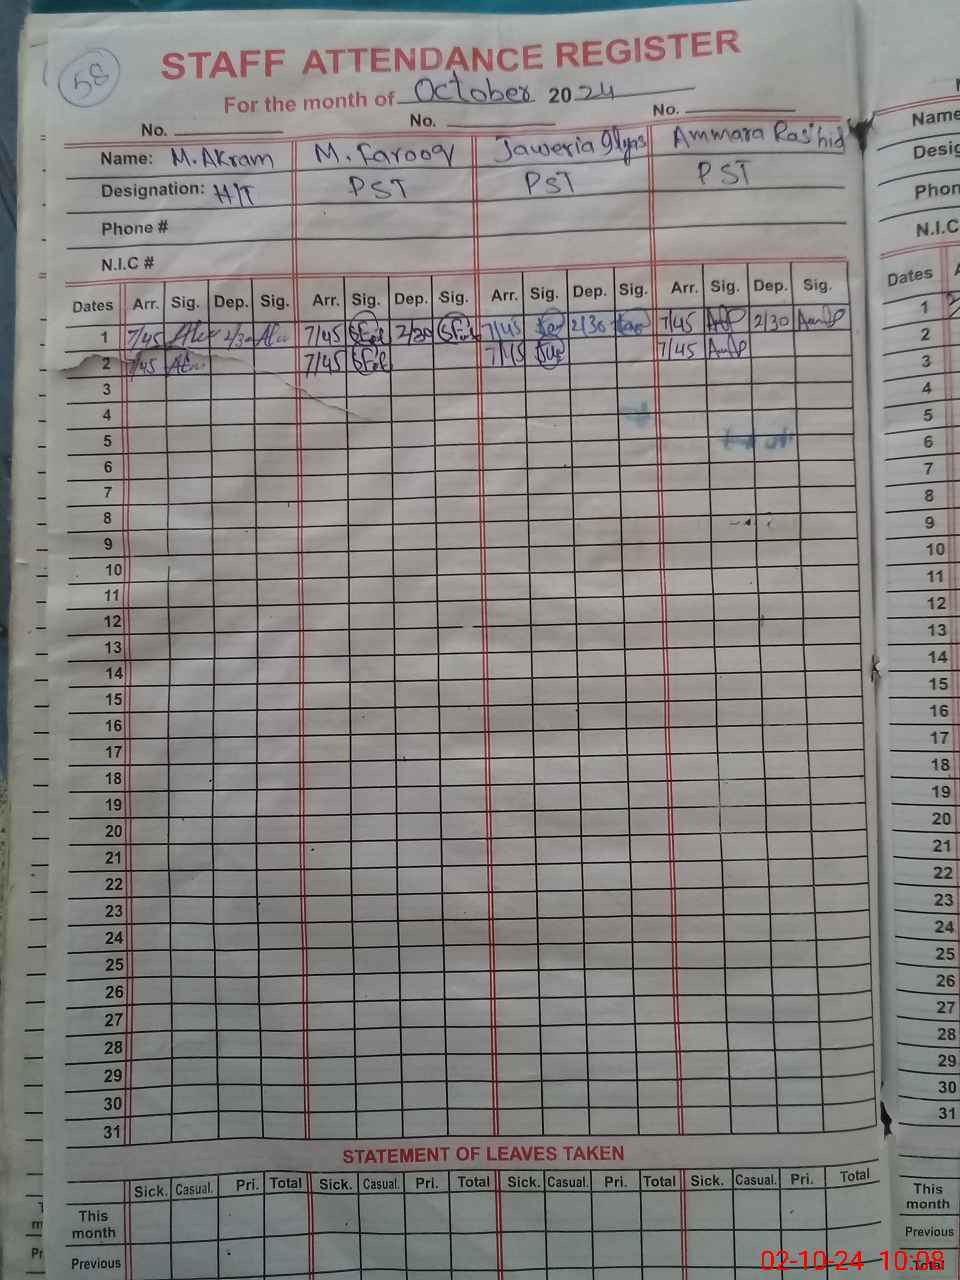 58
STAFF ATTENDANCE REGISTER
For the month of October 2024
No. No. No.
Name: M. Akram M. Farooq Jaweria Ilyas Ammara Rashid
Designation: H/T PST PST PST
Phone #
N.I.C #
Dates Arr. Sig. Dep. Sig. Arr. Sig. Dep. Sig. Arr. Sig. Dep. Sig. Arr. Sig. Dep. Sig.
1 7/45 2/30 7/45 2/30 7/45 2/30 7/45 2/30
2 7/45 7/45 7/45 7/45
3
4
5
6
7
8
9
10
11
12
13
14
15
16
17
18
19
20
21
22
23
24
25
26
27
28
29
30
31
STATEMENT OF LEAVES TAKEN
Sick. Casual. Pri. Total Sick. Casual. Pri. Total Sick. Casual. Pri. Total Sick. Casual. Pri. Total
This month
Previous
Name
Desig
Phon
N.I.C
Dates
1
2
3
4
5
6
7
8
9
10
11
12
13
14
15
16
17
18
19
20
21
22
23
24
25
26
27
28
29
30
31
This month
Previous
Total
02-10-24 10:08